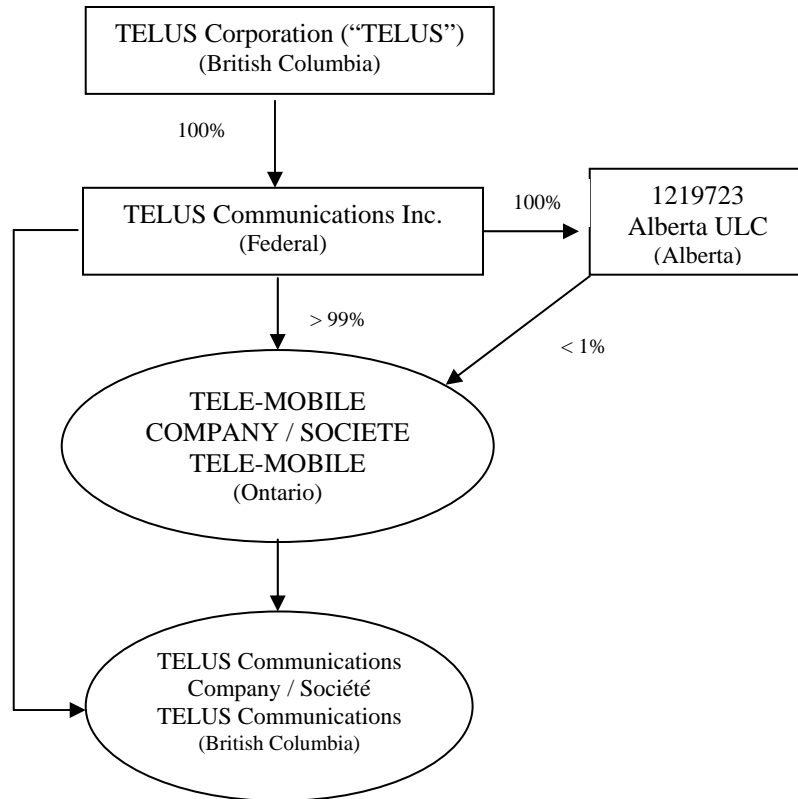 TELUS Corporation (“TELUS”)
(British Columbia)
100%
TELUS Communications Inc.
(Federal)
100%
1219723
Alberta ULC
(Alberta)
> 99%
< 1%
TELE-MOBILE
COMPANY / SOCIETE
TELE-MOBILE
(Ontario)
TELUS Communications
Company / Société
TELUS Communications
(British Columbia)